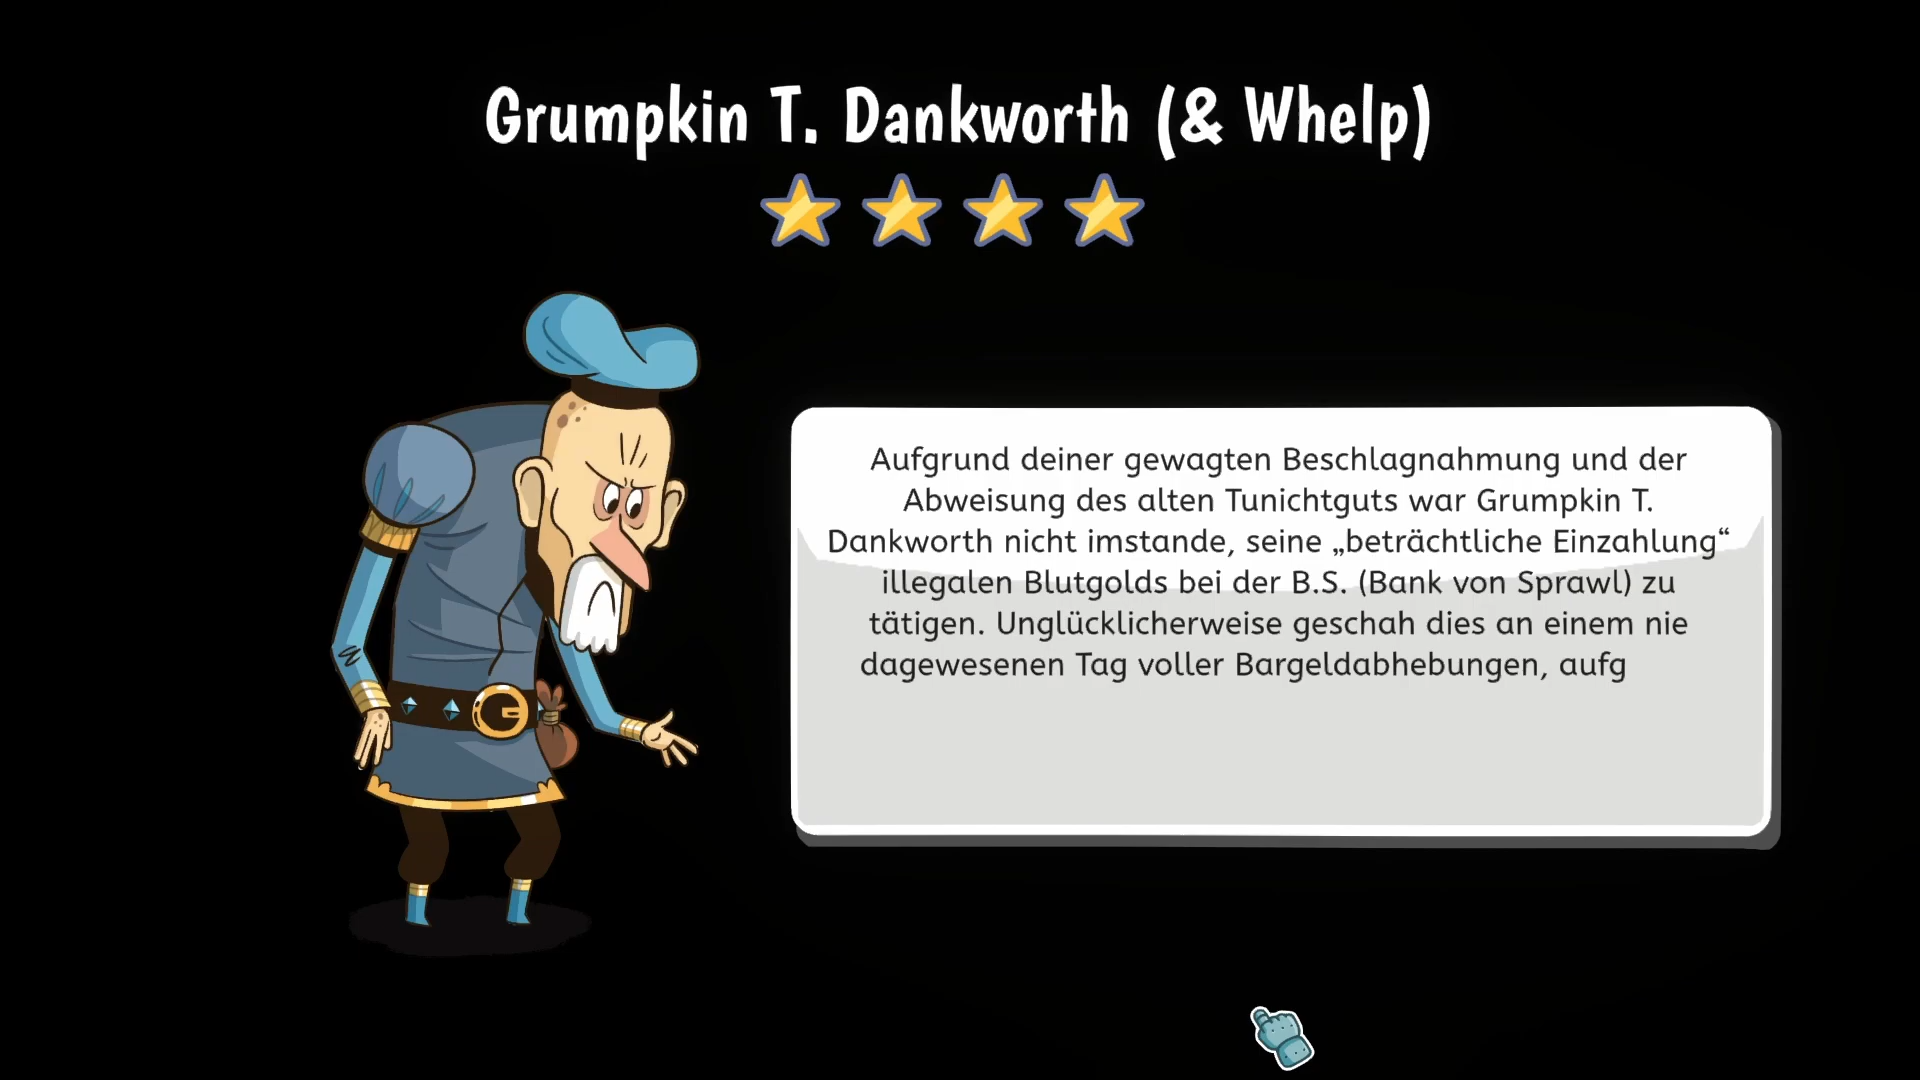 Grumpkin T. Dankworth (& Whelp)
Aufgrund deiner gewagten Beschlagnahmung und der
Abweisung des alten Tunichtguts war Grumpkin T.
Dankworth nicht imstande, seine „beträchtliche Einzahlung“
illegalen Blutgolds bei der B.S. (Bank von Sprawl) zu
tätigen. Unglücklicherweise geschah dies an einem nie
dagewesenen Tag voller Bargeldabhebungen, aufg